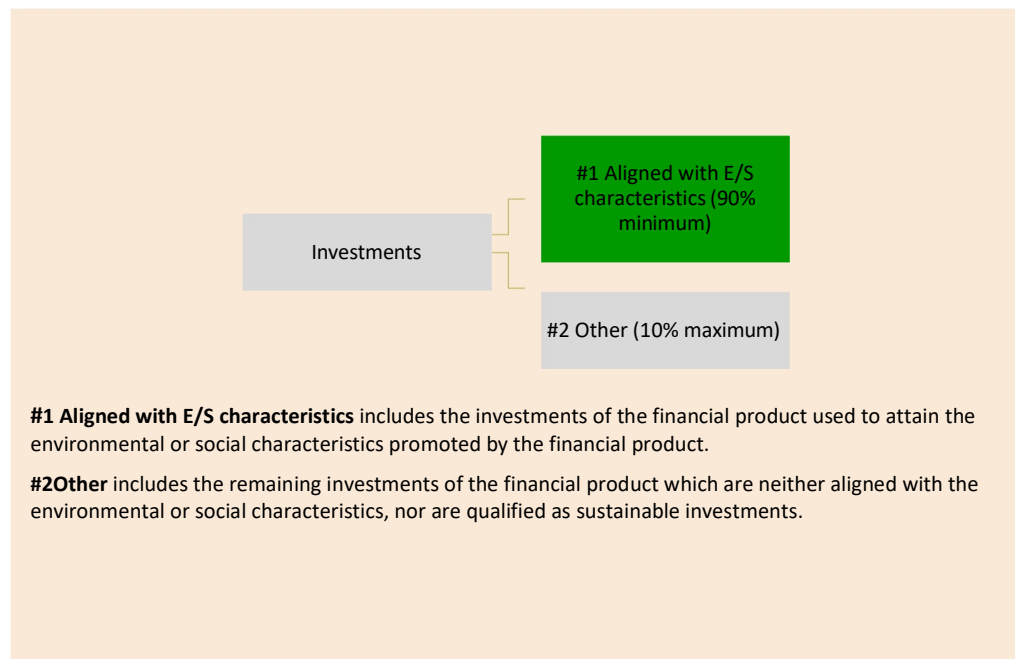 #1 Aligned with E/S
characteristics (90%
minimum)
Investments
#2 Other (10% maximum)
#1 Aligned with E/S characteristics includes the investments of the financial product used to attain the
environmental or social characteristics promoted by the financial product.
#2Other includes the remaining investments of the financial product which are neither aligned with the
environmental or social characteristics, nor are qualified as sustainable investments.